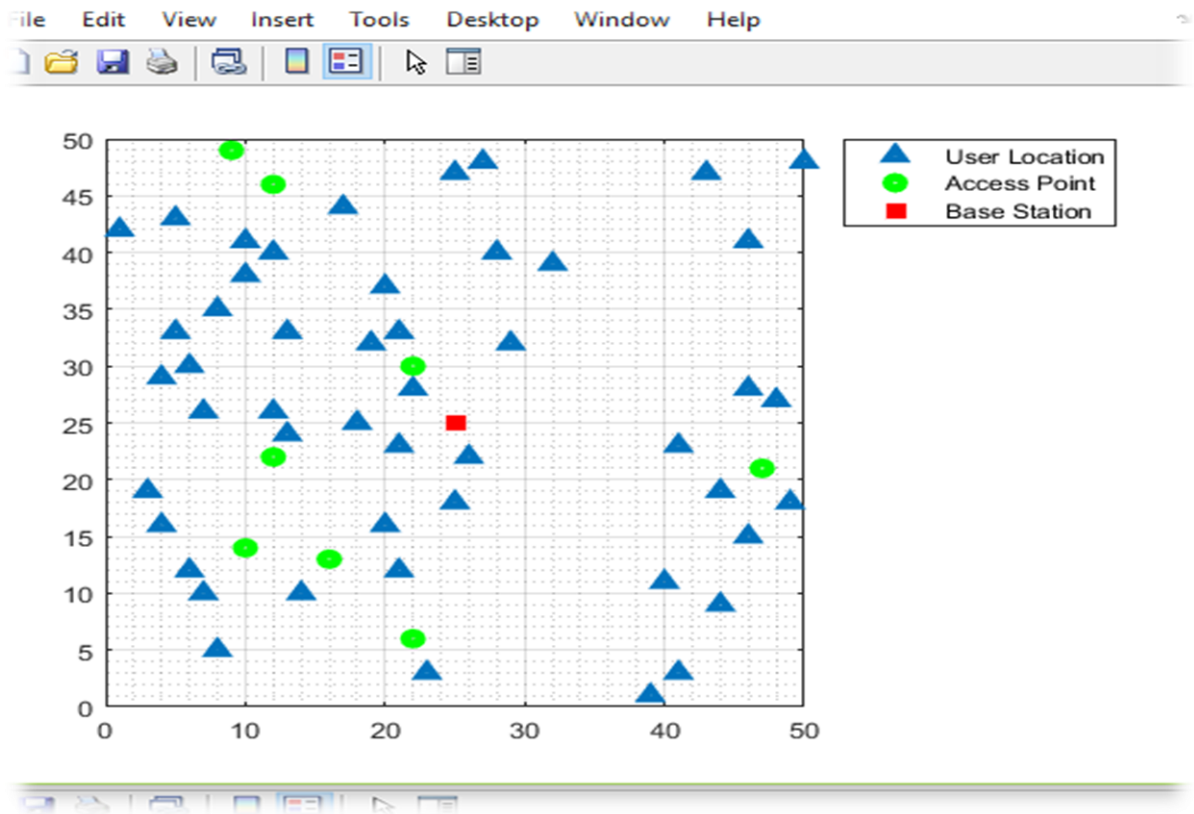 File Edit View Insert Tools Desktop Window Help
50
45
40
35
30
25
20
15
10
5
0
0 10 20 30 40 50
User Location
Access Point
Base Station